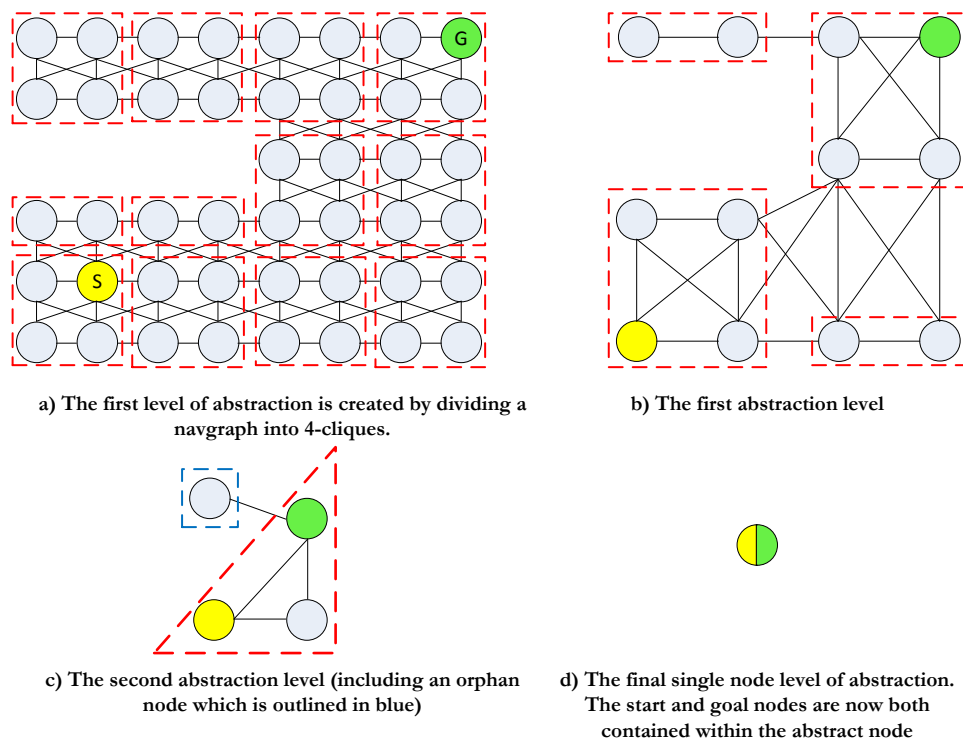 G
S
a) The first level of abstraction is created by dividing a
navgraph into 4-cliques.
b) The first abstraction level
c) The second abstraction level (including an orphan
node which is outlined in blue)
d) The final single node level of abstraction.
The start and goal nodes are now both
contained within the abstract node